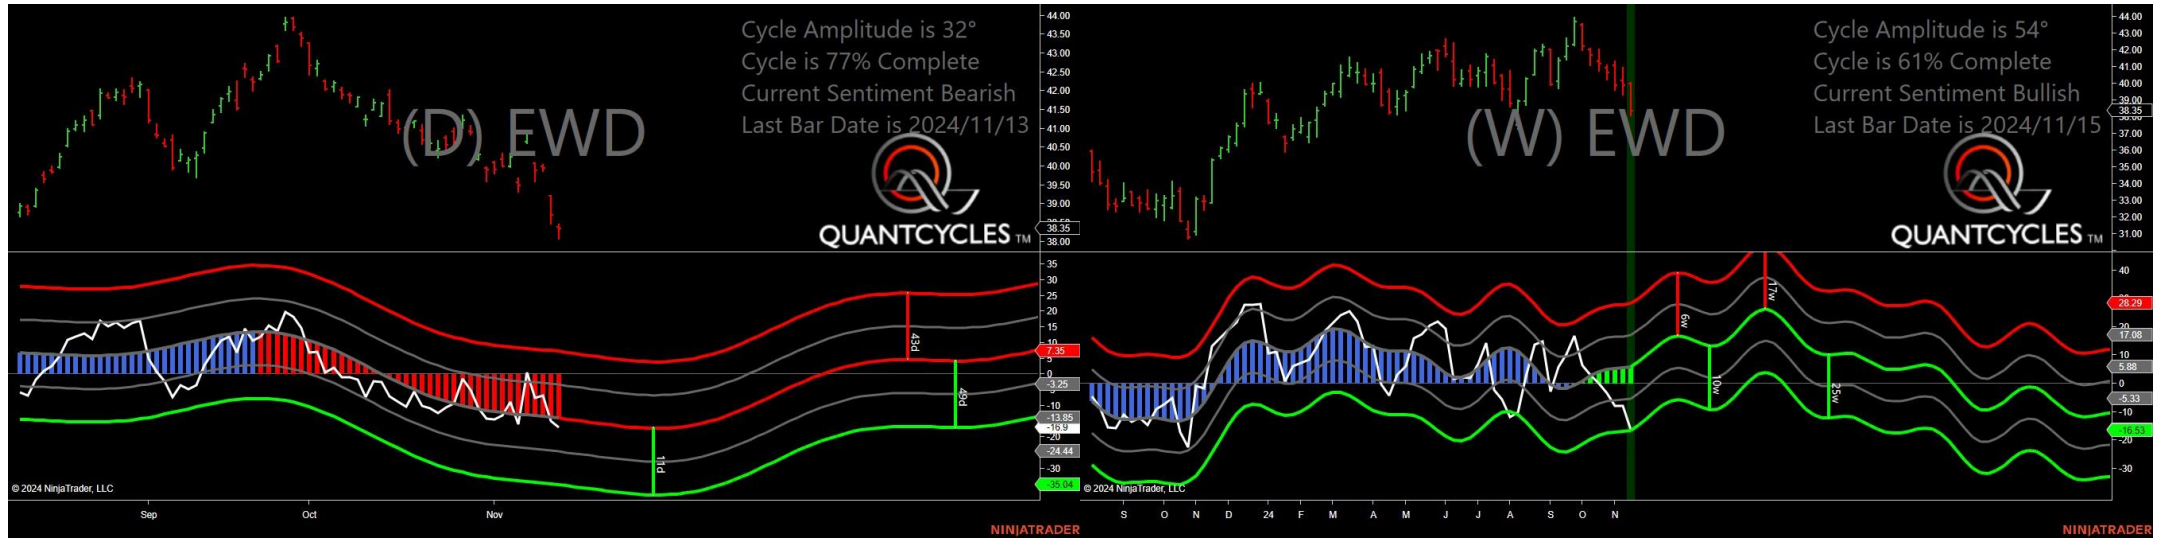 Cycle Amplitude is 32°
Cycle is 77% Complete
Current Sentiment Bearish
Last Bar Date is 2024/11/13
(D) EWD
QUANTCYCLES TM
44.00
43.50
43.00
42.50
42.00
41.50
41.00
40.50
40.00
39.50
39.00
38.35
38.00
35
30
25
20
15
10
7.35
0
-3.25
-10
-13.85
-16.9
-20
-24.44
-30
-35.04
43d
49d
11d
© 2024 NinjaTrader, LLC
Sep Oct Nov
NINJATRADER
Cycle Amplitude is 54°
Cycle is 61% Complete
Current Sentiment Bullish
Last Bar Date is 2024/11/15
(W) EWD
QUANTCYCLES TM
44.00
43.00
42.00
41.00
40.00
39.00
38.35
37.00
36.00
35.00
34.00
33.00
32.00
31.00
40
28.29
20
17.08
10
5.88
0
-5.33
-10
-16.53
-20
-30
6w
17w
10w
25w
© 2024 NinjaTrader, LLC
S O N D 24 F M A M J J A S O N
NINJATRADER